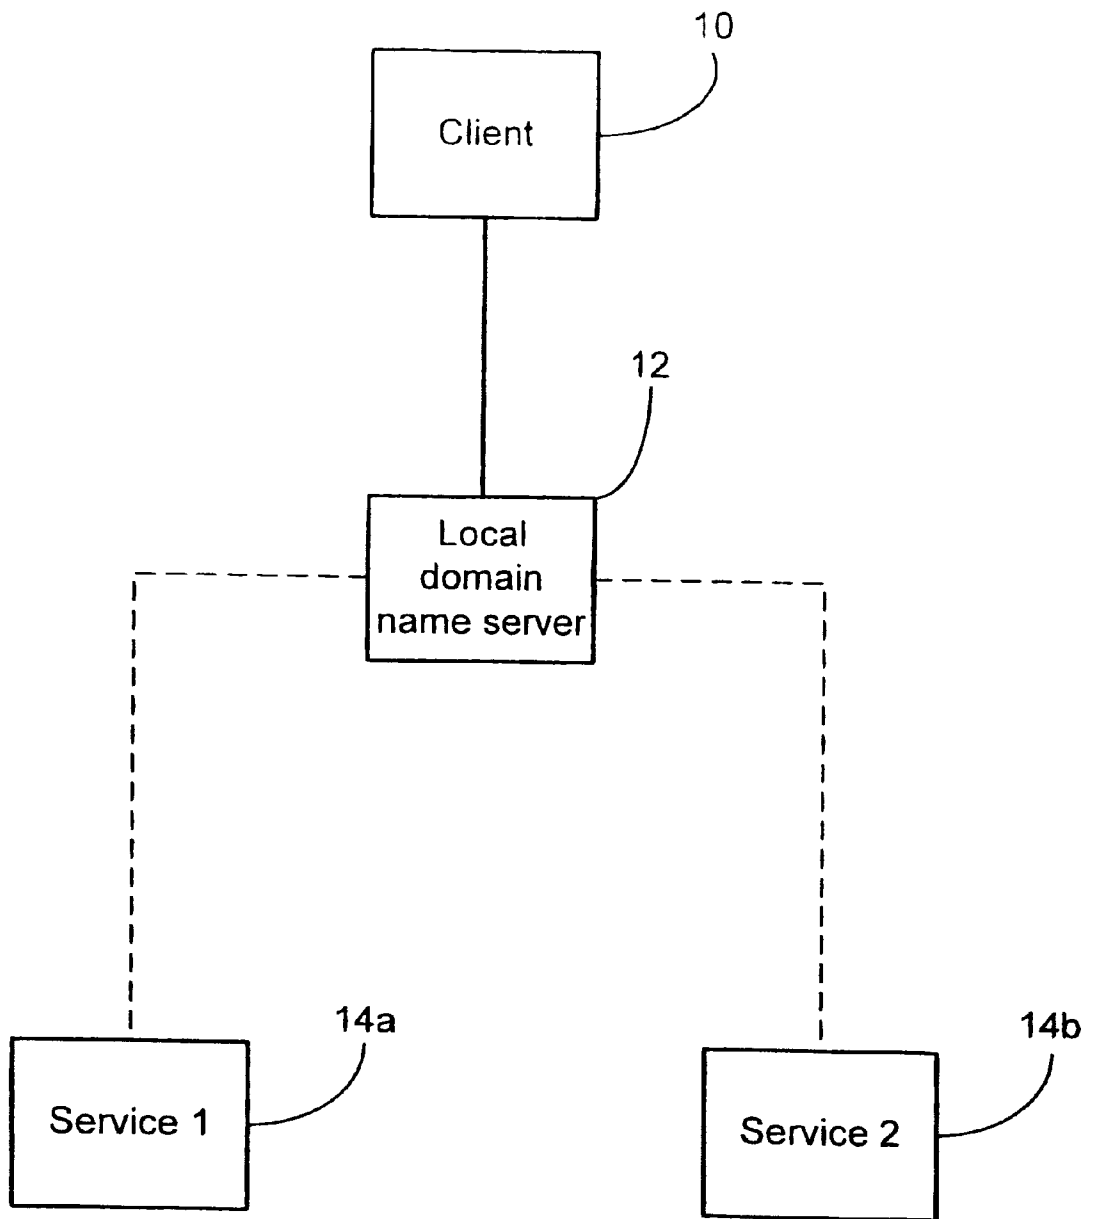 10
Client
12
Local
domain
name server
14a
Service 1
14b
Service 2